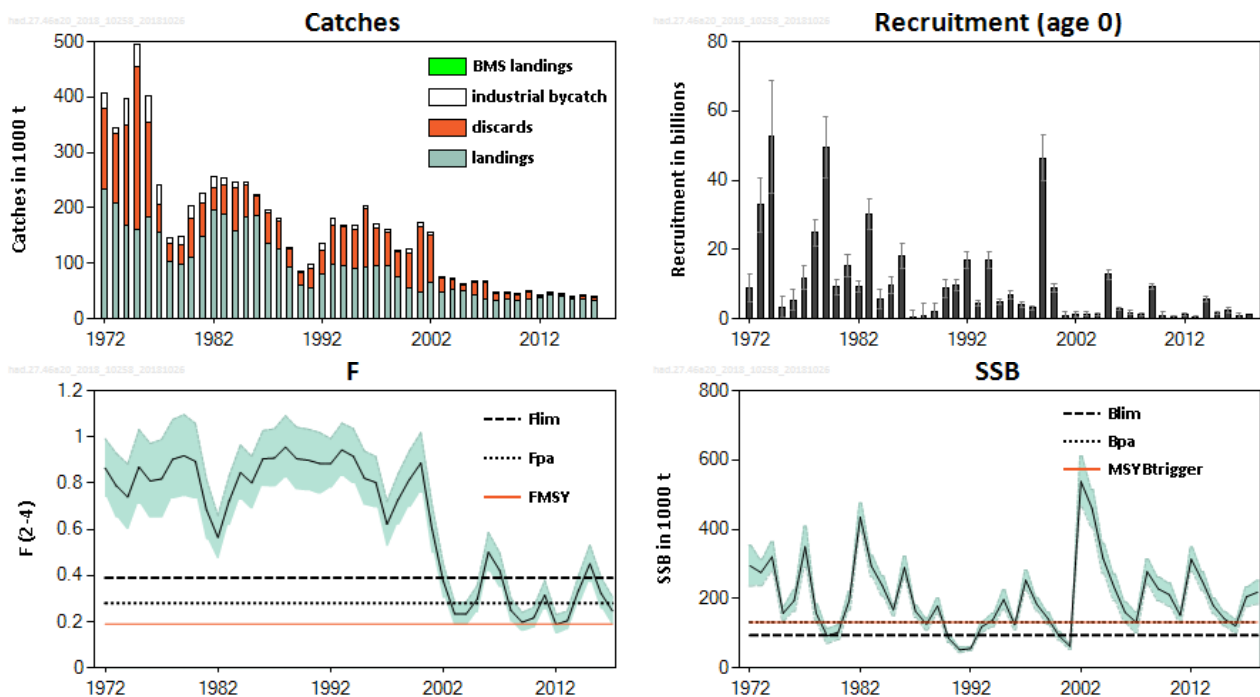 had.27.46a20_2018_10258_20181026
Catches
Catches in 1000 t
500
400
300
200
100
0
BMS landings
industrial bycatch
discards
landings
1972
1982
1992
2002
2012
had.27.46a20_2018_10258_20181026
Recruitment (age 0)
Recruitment in billions
80
60
40
20
0
1972
1982
1992
2002
2012
had.27.46a20_2018_10258_20181026
F
F (2-4)
1.2
1
0.8
0.6
0.4
0.2
0
Flim
Fpa
FMSY
1972
1982
1992
2002
2012
had.27.46a20_2018_10258_20181026
SSB
SSB in 1000 t
800
600
400
200
0
Blim
Bpa
MSYBtrigger
1972
1982
1992
2002
2012